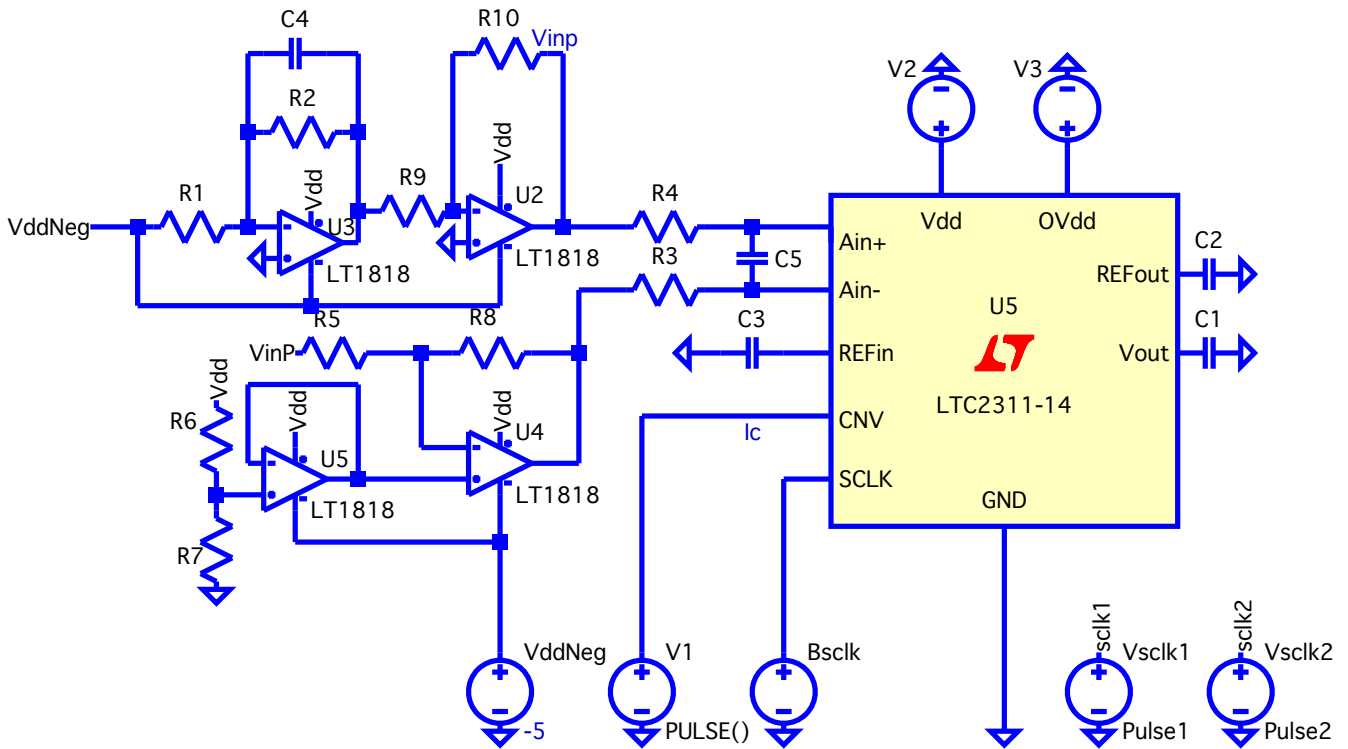 C4
R10
Vinp
V2
V3
R2
Vdd
R1
Vdd
R9
U2
R4
VddNeg
U3
Vdd
OVdd
Ain+
C2
LT1818
LT1818
R3
C5
REFout
Ain-
R5
R8
C3
U5
C1
VinP
REFin
Vout
Vdd
R6
Vdd
Vdd
U4
LTC2311-14
CNV
Ic
U5
SCLK
LT1818
LT1818
GND
R7
sclk1
sclk2
VddNeg
V1
Bsclk
Vsclk1
Vsclk2
-5
PULSE()
Pulse1
Pulse2